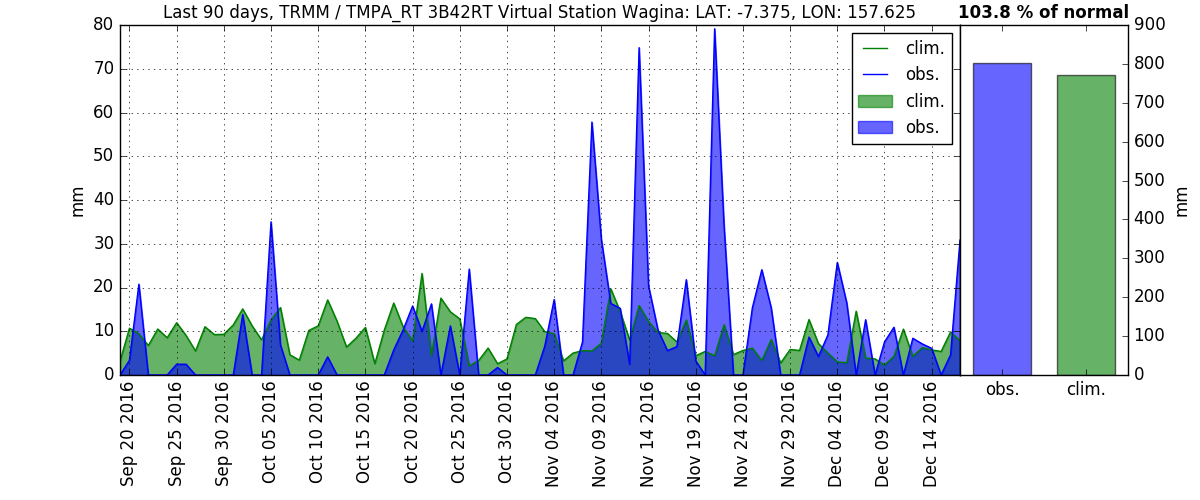 Last 90 days, TRMM / TMPA_RT 3B42RT Virtual Station Wagina: LAT: -7.375, LON: 157.625
103.8 % of normal
80
70
60
50
40
30
20
10
0
mm
clim.
obs.
clim.
obs.
Sep 20 2016
Sep 25 2016
Sep 30 2016
Oct 05 2016
Oct 10 2016
Oct 15 2016
Oct 20 2016
Oct 25 2016
Oct 30 2016
Nov 04 2016
Nov 09 2016
Nov 14 2016
Nov 19 2016
Nov 24 2016
Nov 29 2016
Dec 04 2016
Dec 09 2016
Dec 14 2016
900
800
700
600
500
400
300
200
100
0
mm
obs.
clim.